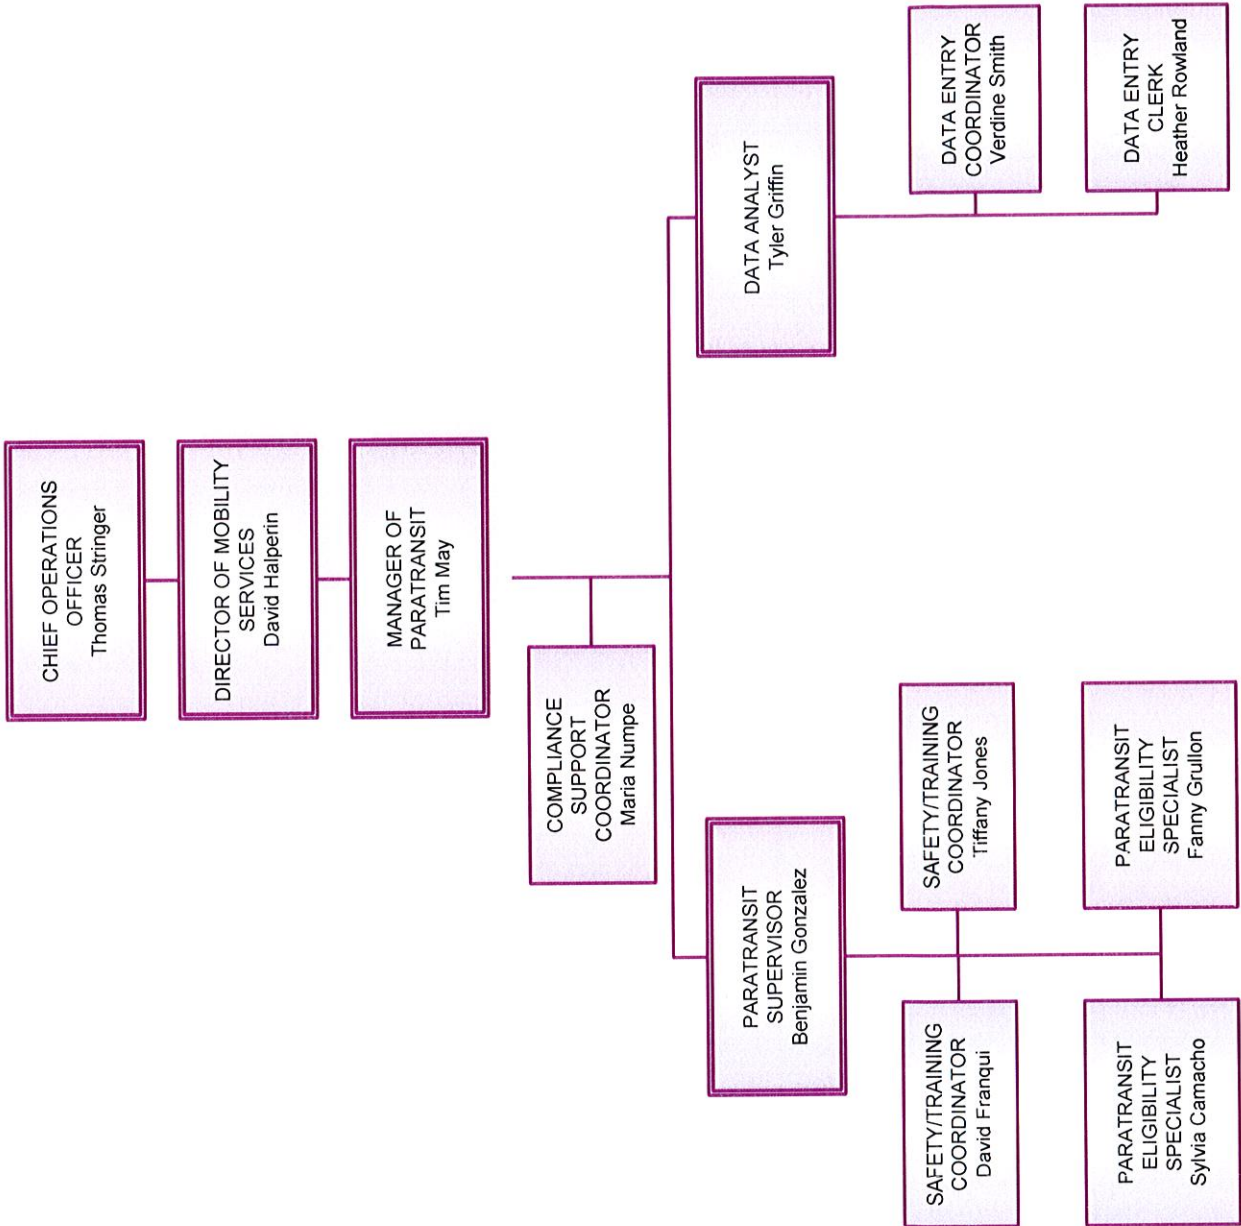 CHIEF OPERATIONS
OFFICER
Thomas Stringer
DIRECTOR OF MOBILITY
SERVICES
David Halperin
MANAGER OF
PARATRANSIT
Tim May
COMPLIANCE
SUPPORT
COORDINATOR
Maria Numpe
PARATRANSIT
SUPERVISOR
Benjamin Gonzalez
DATA ANALYST
Tyler Griffin
SAFETY/TRAINING
COORDINATOR
David Franqui
SAFETY/TRAINING
COORDINATOR
Tiffany Jones
DATA ENTRY
COORDINATOR
Verdine Smith
PARATRANSIT
ELIGIBILITY
SPECIALIST
Sylvia Camacho
PARATRANSIT
ELIGIBILITY
SPECIALIST
Fanny Grullon
DATA ENTRY
CLERK
Heather Rowland